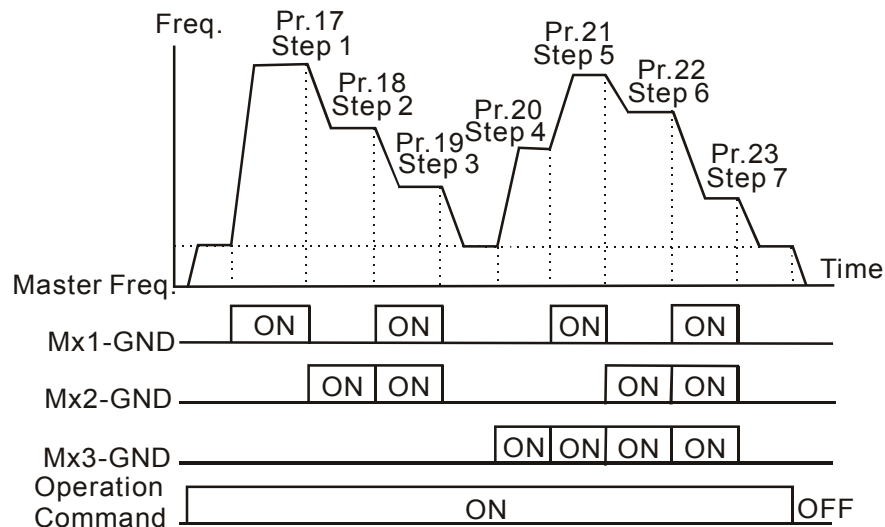 Freq.
Pr.17
Step 1
Pr.18
Step 2
Pr.19
Step 3
Pr.20
Step 4
Pr.21
Step 5
Pr.22
Step 6
Pr.23
Step 7
Time
Master Freq.
Mx1-GND ON ON ON ON
Mx2-GND ON ON ON ON
Mx3-GND ON ON ON ON
Operation
Command ON OFF